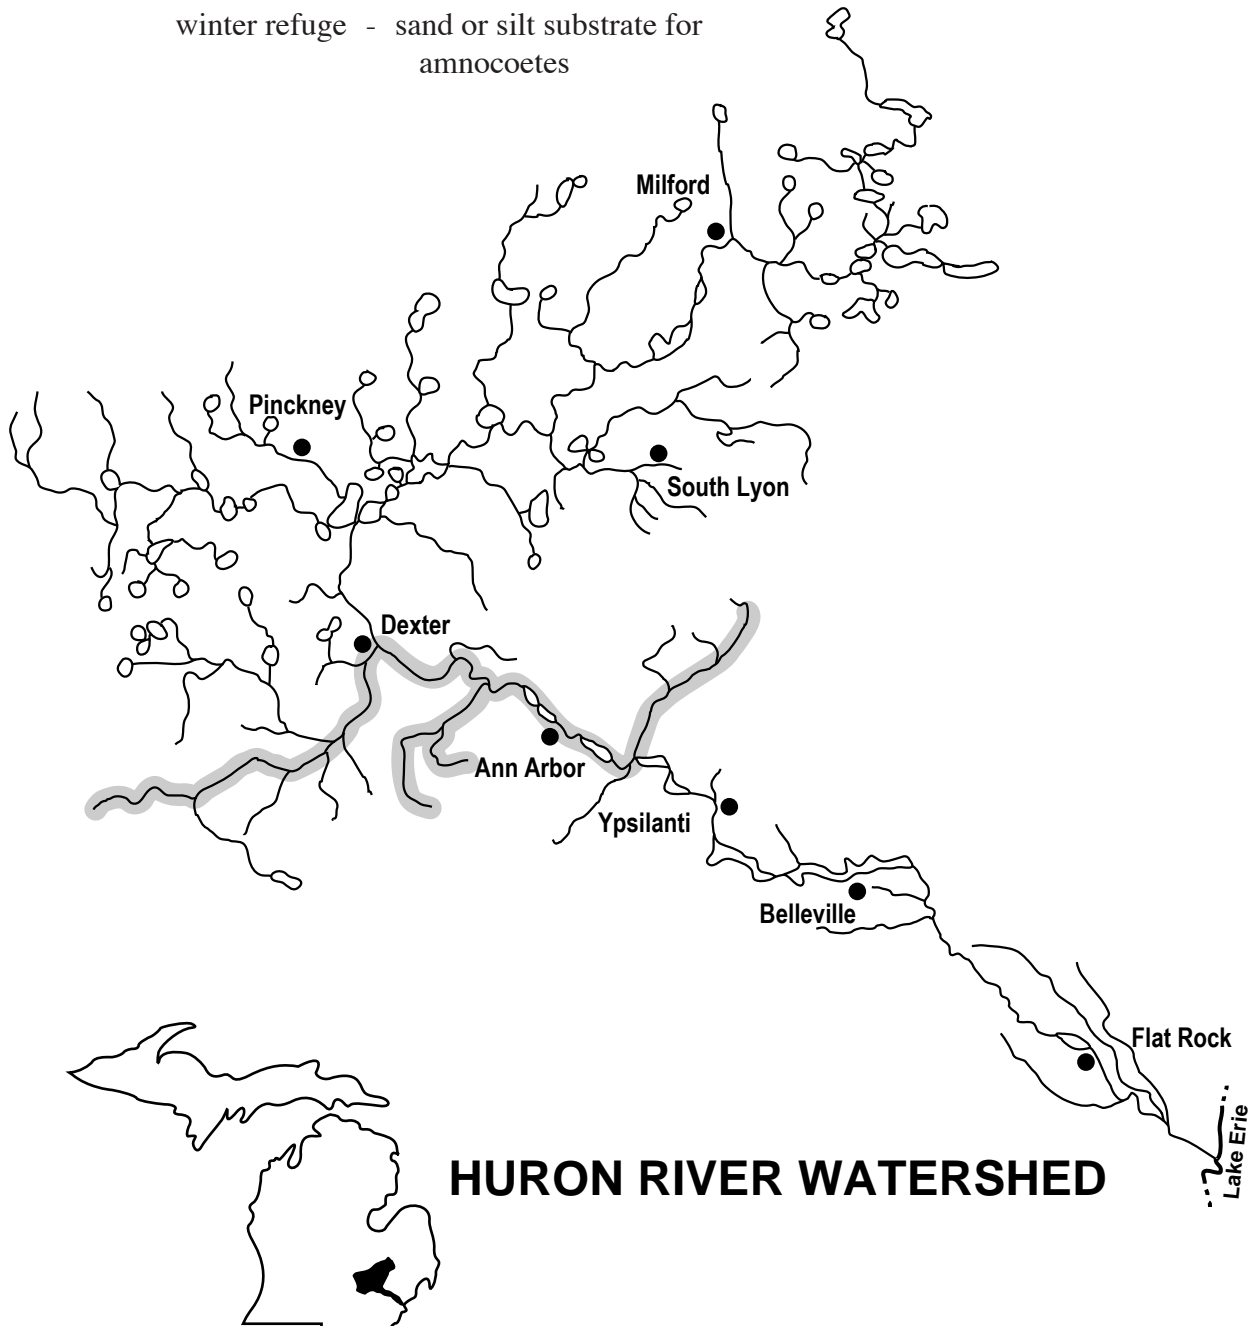 winter refuge - sand or silt substrate for
amnocoetes
Milford
Pinckney
South Lyon
Dexter
Ann Arbor
Ypsilanti
Belleville
Flat Rock
Lake Erie
HURON RIVER WATERSHED